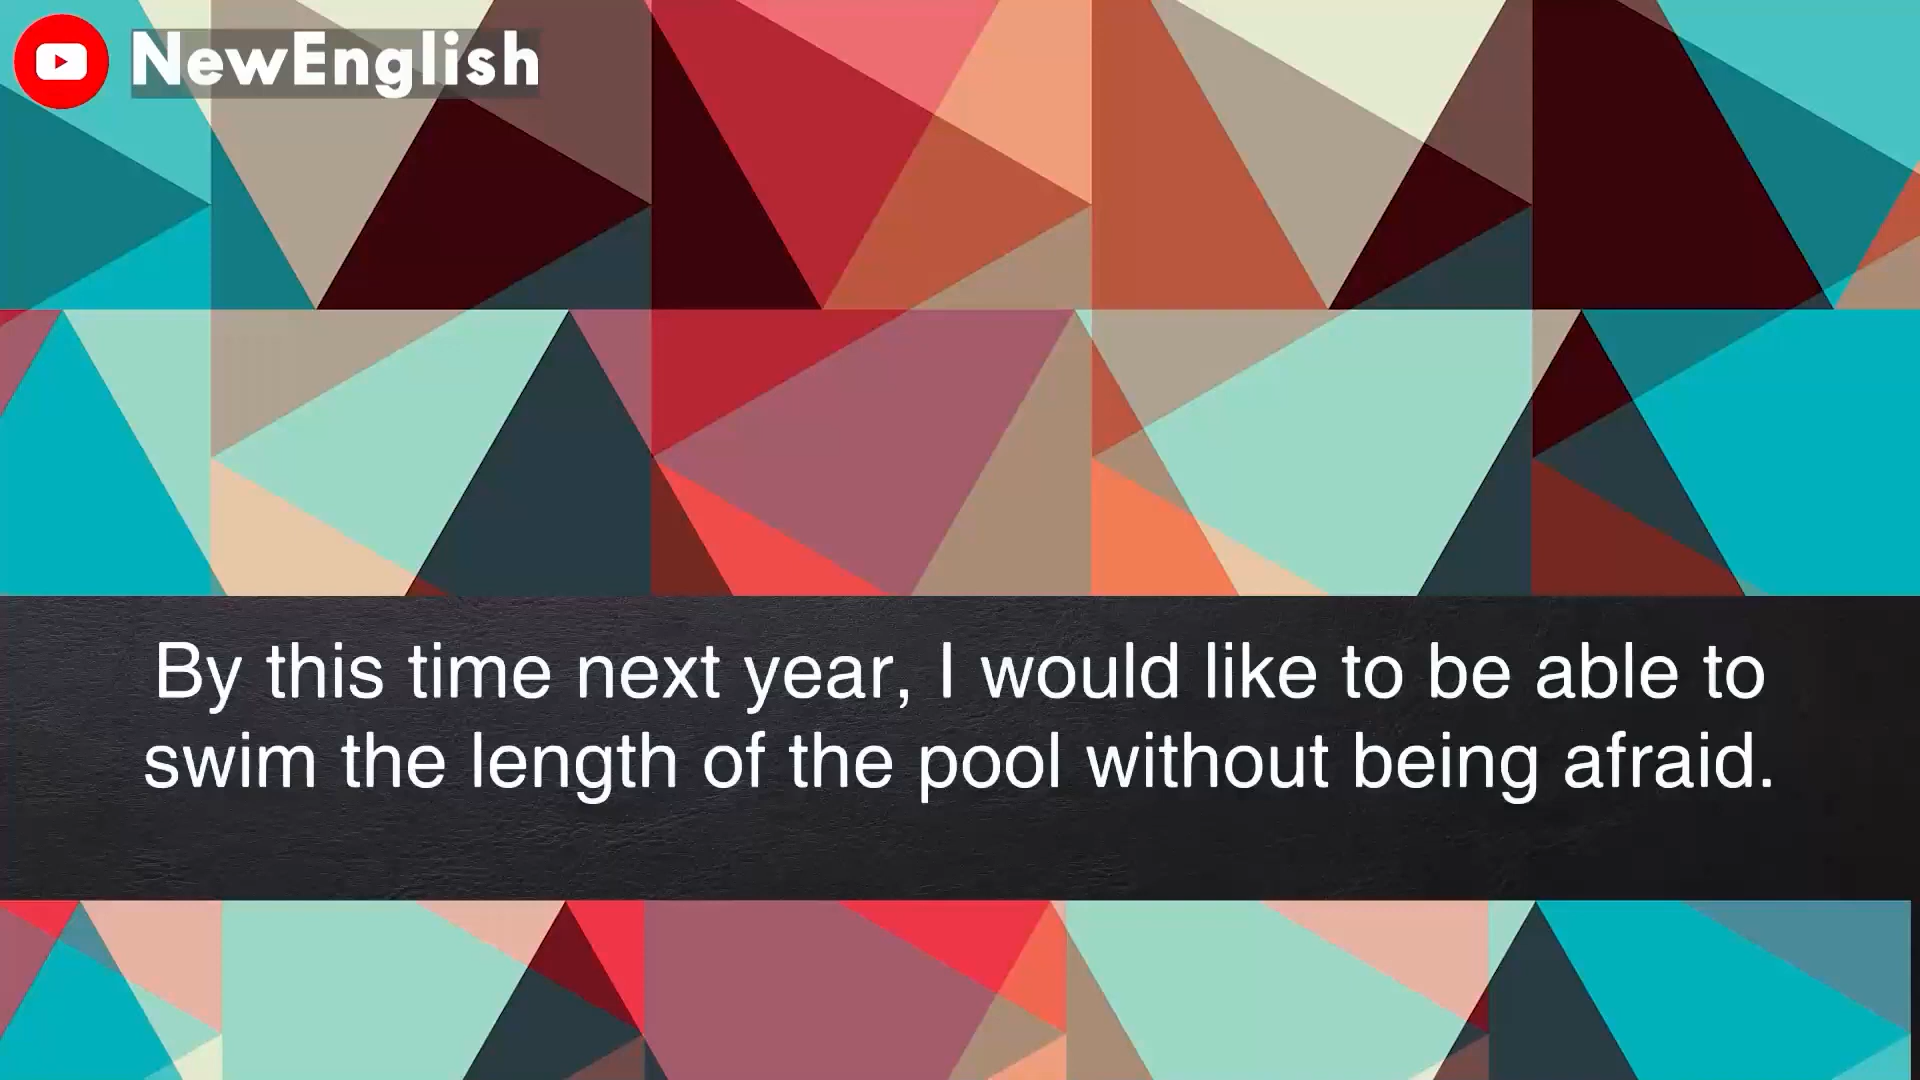 NewEnglish
By this time next year, I would like to be able to
swim the length of the pool without being afraid.